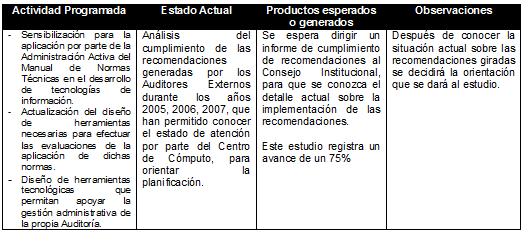 Actividad Programada
Estado Actual
Productos esperados
o generados
Observaciones
- Sensibilización para la
aplicación por parte de la
Administración Activa del
Manual de Normas
Técnicas en el desarrollo
de tecnologías de
información.
- Actualización del diseño
de herramientas
necesarias para efectuar
las evaluaciones de la
aplicación de dichas
normas.
- Diseño de herramientas
tecnológicas que
permitan apoyar la
gestión administrativa de
la propia Auditoría.
Análisis del
cumplimiento de las
recomendaciones
generadas por los
Auditores Externos
durante los años
2005, 2006, 2007, que
han permitido conocer
el estado de atención
por parte del Centro
de Cómputo, para
orientar la
planificación.
Se espera dirigir un
informe de cumplimiento
de recomendaciones al
Consejo Institucional,
para que se conozca el
detalle actual sobre la
implementación de las
recomendaciones.
Este estudio registra un
avance de un 75%
Después de conocer la
situación actual sobre las
recomendaciones giradas
se decidirá la orientación
que se dará al estudio.